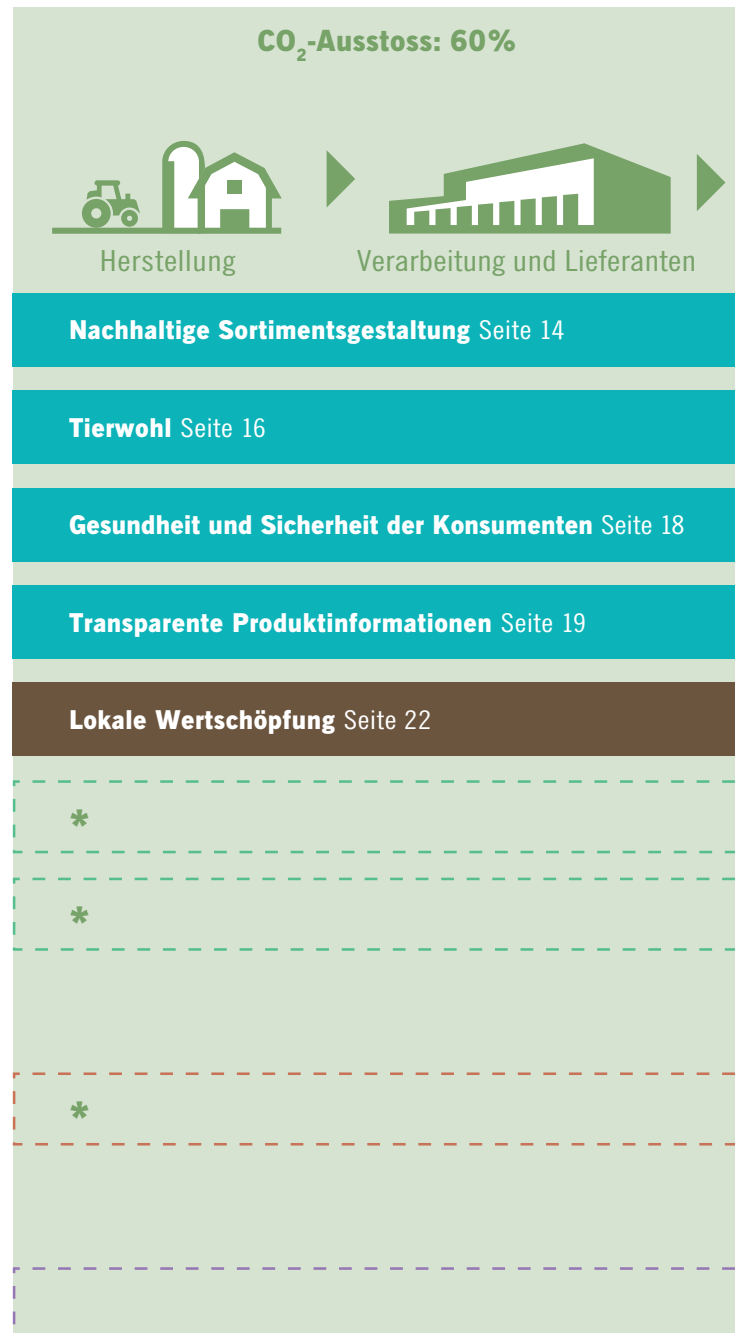 CO₂-Ausstoss: 60%
Herstellung
Verarbeitung und Lieferanten
Nachhaltige Sortimentsgestaltung Seite 14
Tierwohl Seite 16
Gesundheit und Sicherheit der Konsumenten Seite 18
Transparente Produktinformationen Seite 19
Lokale Wertschöpfung Seite 22
*
*
*